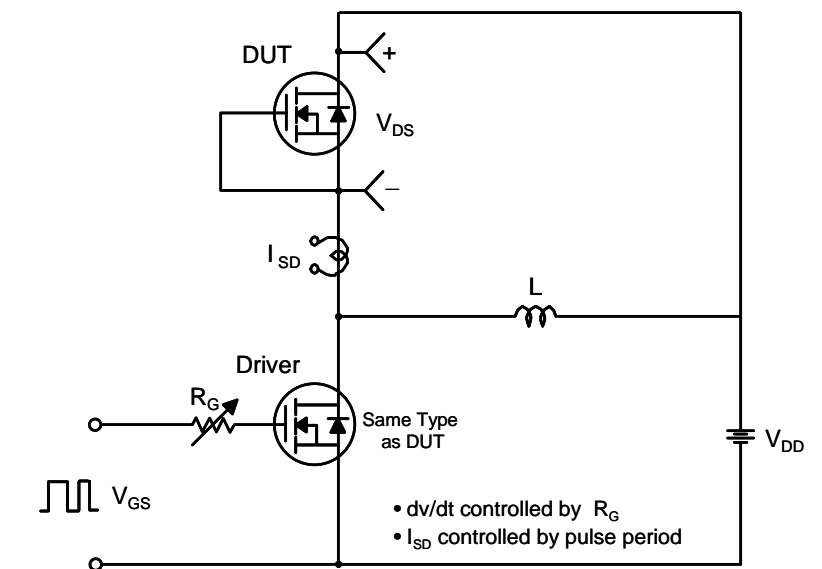 DUT
+
V_DS
−
I_SD
L
Driver
R_G
Same Type
as DUT
V_DD
V_GS
• dv/dt controlled by R_G
• I_SD controlled by pulse period